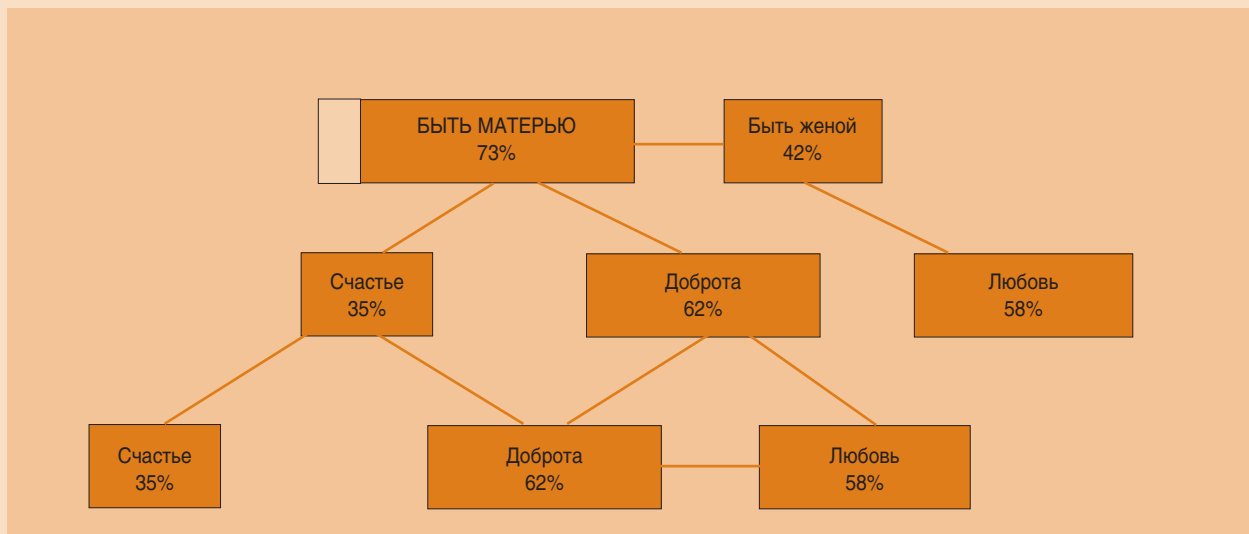 БЫТЬ МАТЕРЬЮ
73%
Быть женой
42%
Счастье
35%
Доброта
62%
Любовь
58%
Счастье
35%
Доброта
62%
Любовь
58%